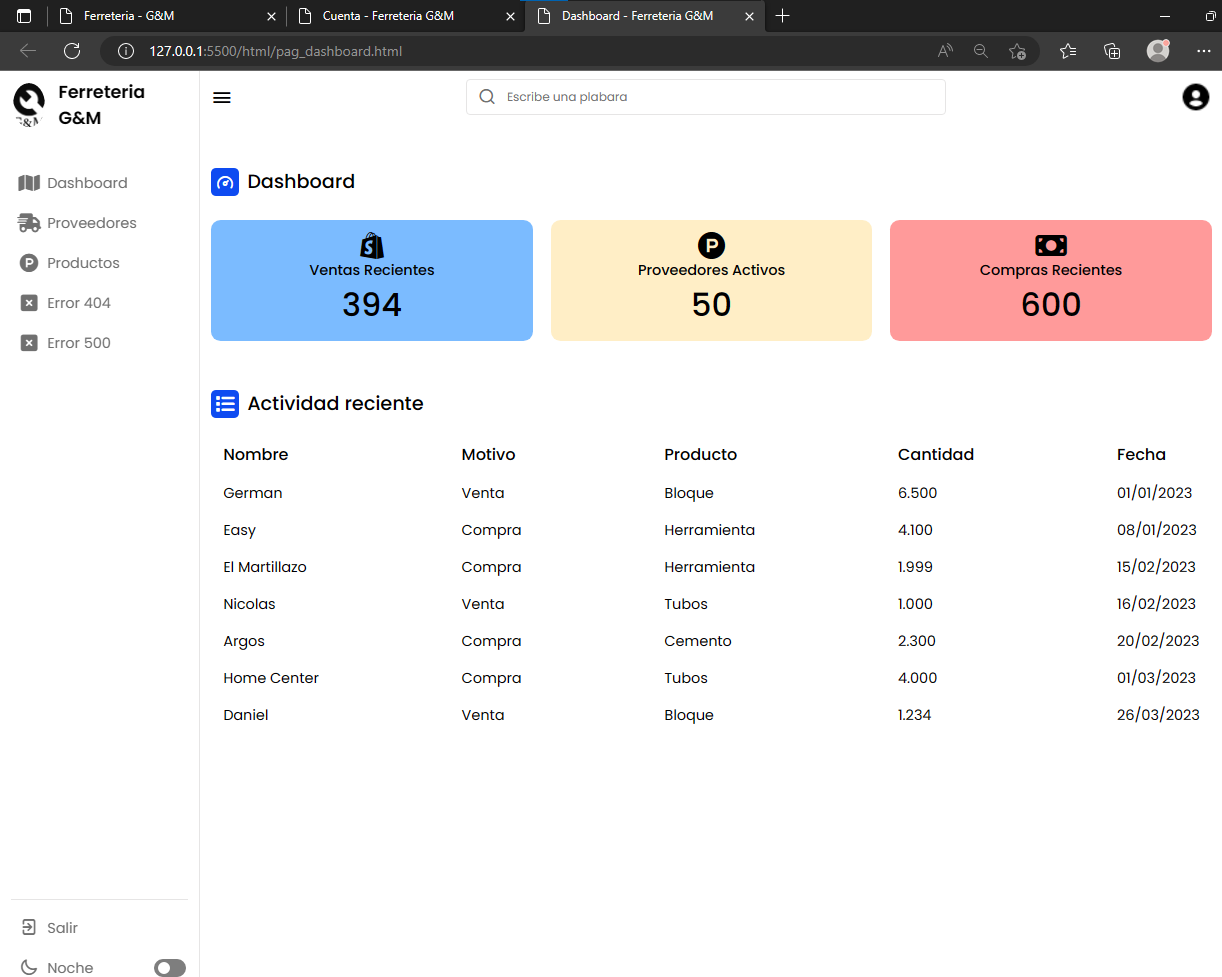 Ferreteria - G&M
Cuenta - Ferreteria G&M
Dashboard - Ferreteria G&M
127.0.0.1:5500/html/pag_dashboard.html
G&M
Ferreteria
G&M
Escribe una plabara
Dashboard
Proveedores
Productos
Error 404
Error 500
Dashboard
Ventas Recientes
394
P
Proveedores Activos
50
Compras Recientes
600
Actividad reciente
Nombre Motivo Producto Cantidad Fecha
German Venta Bloque 6.500 01/01/2023
Easy Compra Herramienta 4.100 08/01/2023
El Martillazo Compra Herramienta 1.999 15/02/2023
Nicolas Venta Tubos 1.000 16/02/2023
Argos Compra Cemento 2.300 20/02/2023
Home Center Compra Tubos 4.000 01/03/2023
Daniel Venta Bloque 1.234 26/03/2023
Salir
Noche